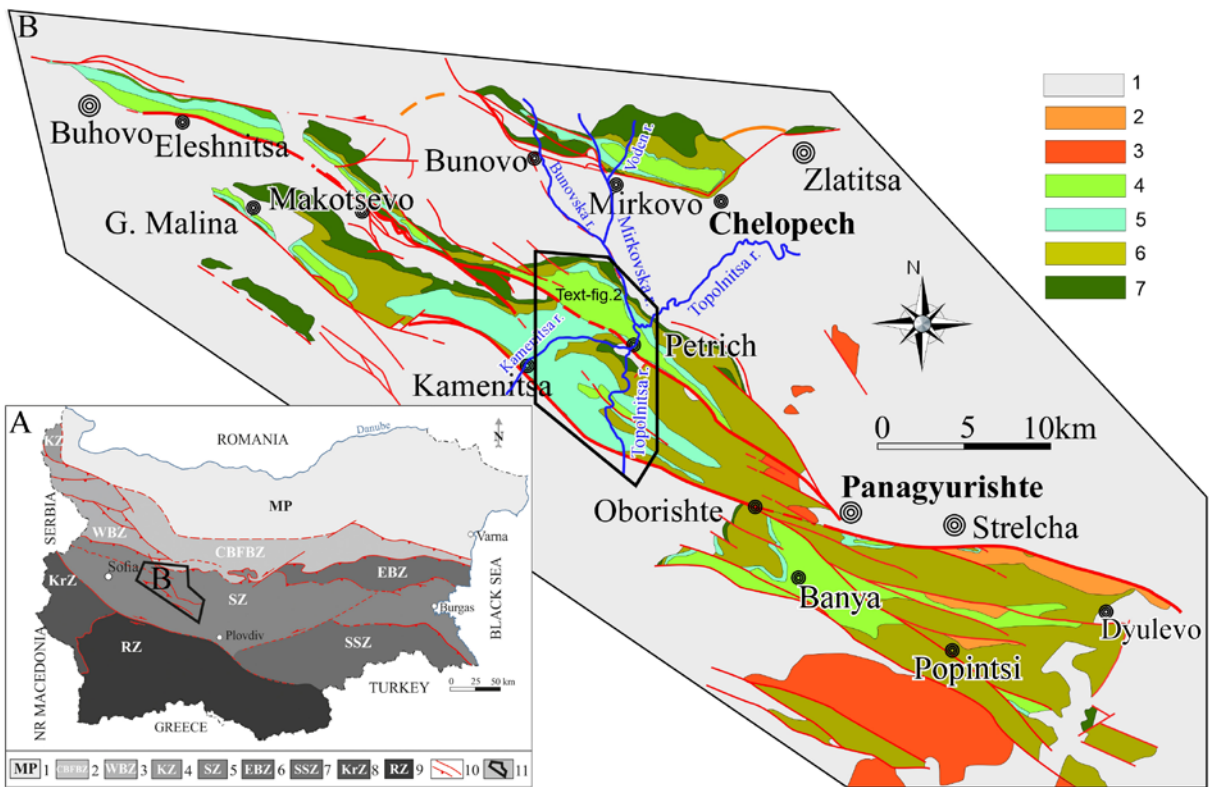 B
1
2
3
4
5
6
7
Buhovo
Eleshnitsa
Bunovo
Voden r.
Zlatitsa
Bunovska r.
Mirkovo
Makotsevo
G. Malina
Chelopech
Mirkovska r.
Topolnitsa r.
N
Text-fig.2
Kamenitsa r.
Petrich
Kamenitsa
Topolnitsa r.
0 5 10km
Panagyurishte
Oborishte
Strelcha
Banya
Dyulevo
Popintsi
A
KZ
ROMANIA
Danube
N
MP
SERBIA
WBZ
CBFBZ
Varna
Sofia
B
EBZ
KrZ
SZ
BLACK SEA
Burgas
Plovdiv
RZ
SSZ
NR MACEDONIA
TURKEY
0 25 50 km
GREECE
MP 1 CBFBZ 2 WBZ 3 KZ 4 SZ 5 EBZ 6 SSZ 7 KrZ 8 RZ 9 10 11